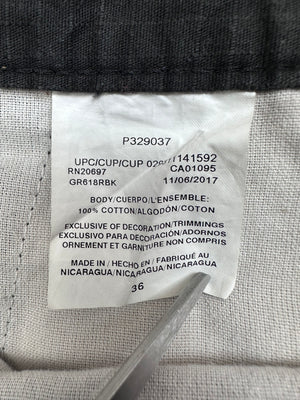 P329037
UPC/CUP/CUP 1141592
RN20697 CA01095
GR618RBK 11/06/2017
BODY/CUERPO/L'ENSEMBLE:
100% COTTON/ALGODÓN/COTON
EXCLUSIVE OF DECORATION/TRIMMINGS
EXCLUSIVO PARA DECORACIÓN/ADORNOS
ORNEMENT ET GARNITURE NON COMPRIS
MADE IN / HECHO EN / FABRIQUÉ AU
NICARAGUA/NICARAGUA/NICARAGUA
36